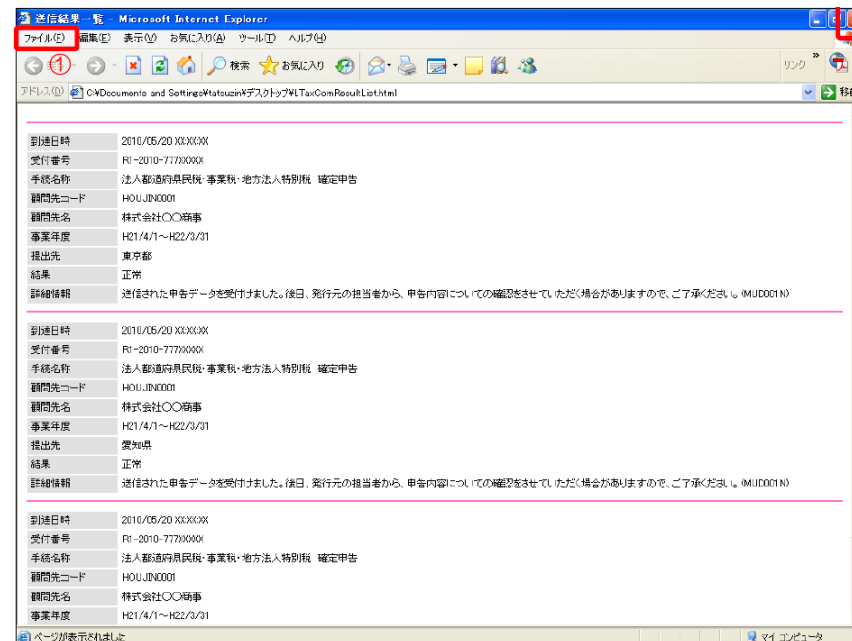 送信結果一覧 - Microsoft Internet Explorer
ファイル(F) 編集(E) 表示(V) お気に入り(A) ツール(T) ヘルプ(H)
① 検索 お気に入り リンク »
アドレス(D) C:¥Documents and Settings¥tatsuzin¥デスクトップ¥LTaxComResultList.html 移動
到達日時 2010/05/20 XX:XX:XX
受付番号 R1-2010-777XXXXX
手続名称 法人都道府県民税・事業税・地方法人特別税 確定申告
顧問先コード HOUJIN0001
顧問先名 株式会社〇〇商事
事業年度 H21/4/1～H22/3/31
提出先 東京都
結果 正常
詳細情報 送信された申告データを受付けました。後日、発行元の担当者から、申告内容についての確認をさせていただく場合がありますので、ご了承ください。(MUD001N)
到達日時 2010/05/20 XX:XX:XX
受付番号 R1-2010-777XXXXX
手続名称 法人都道府県民税・事業税・地方法人特別税 確定申告
顧問先コード HOUJIN0001
顧問先名 株式会社〇〇商事
事業年度 H21/4/1～H22/3/31
提出先 愛知県
結果 正常
詳細情報 送信された申告データを受付けました。後日、発行元の担当者から、申告内容についての確認をさせていただく場合がありますので、ご了承ください。(MUD001N)
到達日時 2010/05/20 XX:XX:XX
受付番号 R1-2010-777XXXXX
手続名称 法人都道府県民税・事業税・地方法人特別税 確定申告
顧問先コード HOUJIN0001
顧問先名 株式会社〇〇商事
事業年度 H21/4/1～H22/3/31
ページが表示されました マイ コンピュータ